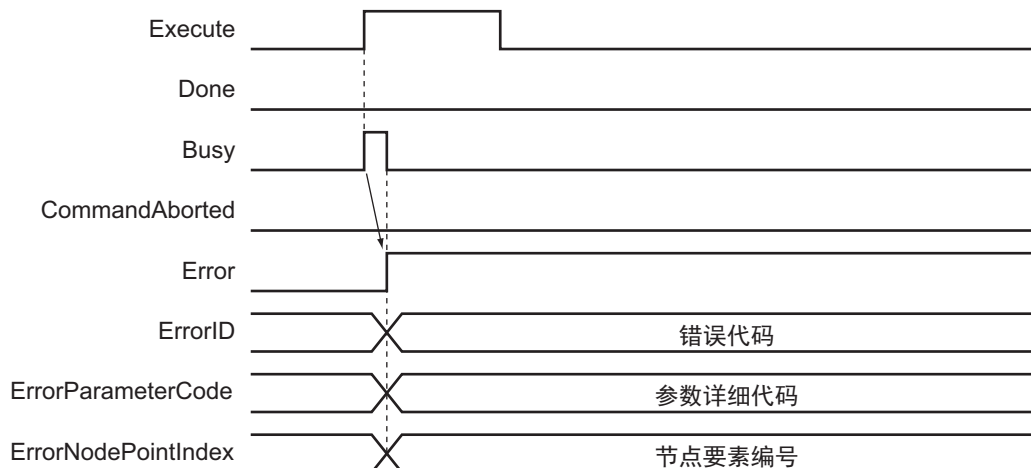 Execute
Done
Busy
CommandAborted
Error
ErrorID 错误代码
ErrorParameterCode 参数详细代码
ErrorNodePointIndex 节点要素编号